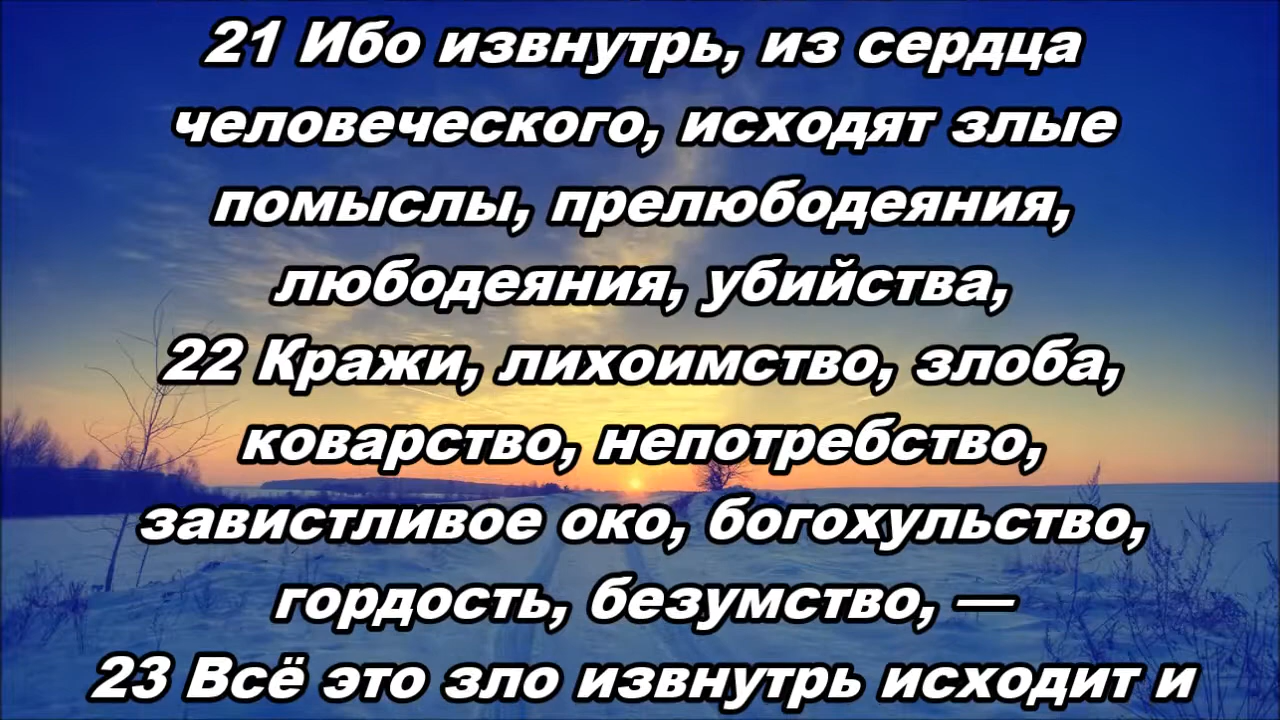 21 Ибо извнутрь, из сердца
человеческого, исходят злые
помыслы, прелюбодеяния,
любодеяния, убийства,
22 Кражи, лихоимство, злоба,
коварство, непотребство,
завистливое око, богохульство,
гордость, безумство, —
23 Всё это зло извнутрь исходит и